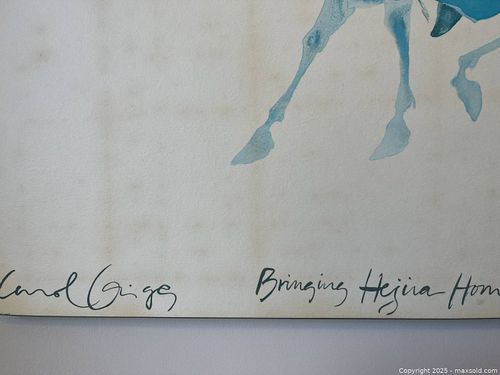 Carol Grigg Bringing Hejira Hom
Copyright 2025 - maxsold.com